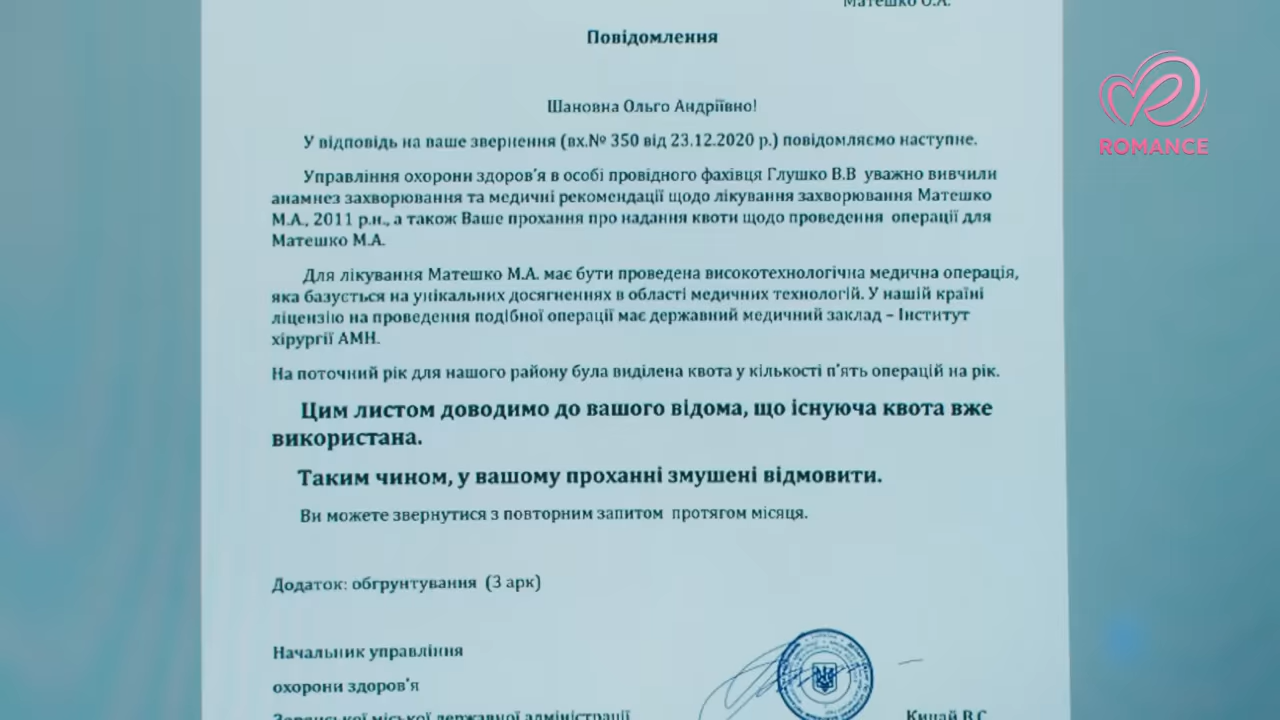 Матешко О.А.
Повідомлення
ROMANCE
Шановна Ольго Андріївно!
У відповідь на ваше звернення (вх.№ 350 від 23.12.2020 р.) повідомляємо наступне.
Управління охорони здоров'я в особі провідного фахівця Глушко В.В уважно вивчили
анамнез захворювання та медичні рекомендації щодо лікування захворювання Матешко
М.А., 2011 р.н., а також Ваше прохання про надання квоти щодо проведення операції для
Матешко М.А.
Для лікування Матешко М.А. має бути проведена високотехнологічна медична операція,
яка базується на унікальних досягненнях в області медичних технологій. У нашій країні
ліцензію на проведення подібної операції має державний медичний заклад – Інститут
хірургії АМН.
На поточний рік для нашого району була виділена квота у кількості п'ять операцій на рік.
Цим листом доводимо до вашого відома, що існуюча квота вже
використана.
Таким чином, у вашому проханні змушені відмовити.
Ви можете звернутися з повторним запитом протягом місяця.
Додаток: обгрунтування (3 арк)
Начальник управління
охорони здоров'я
міської державної адміністрації